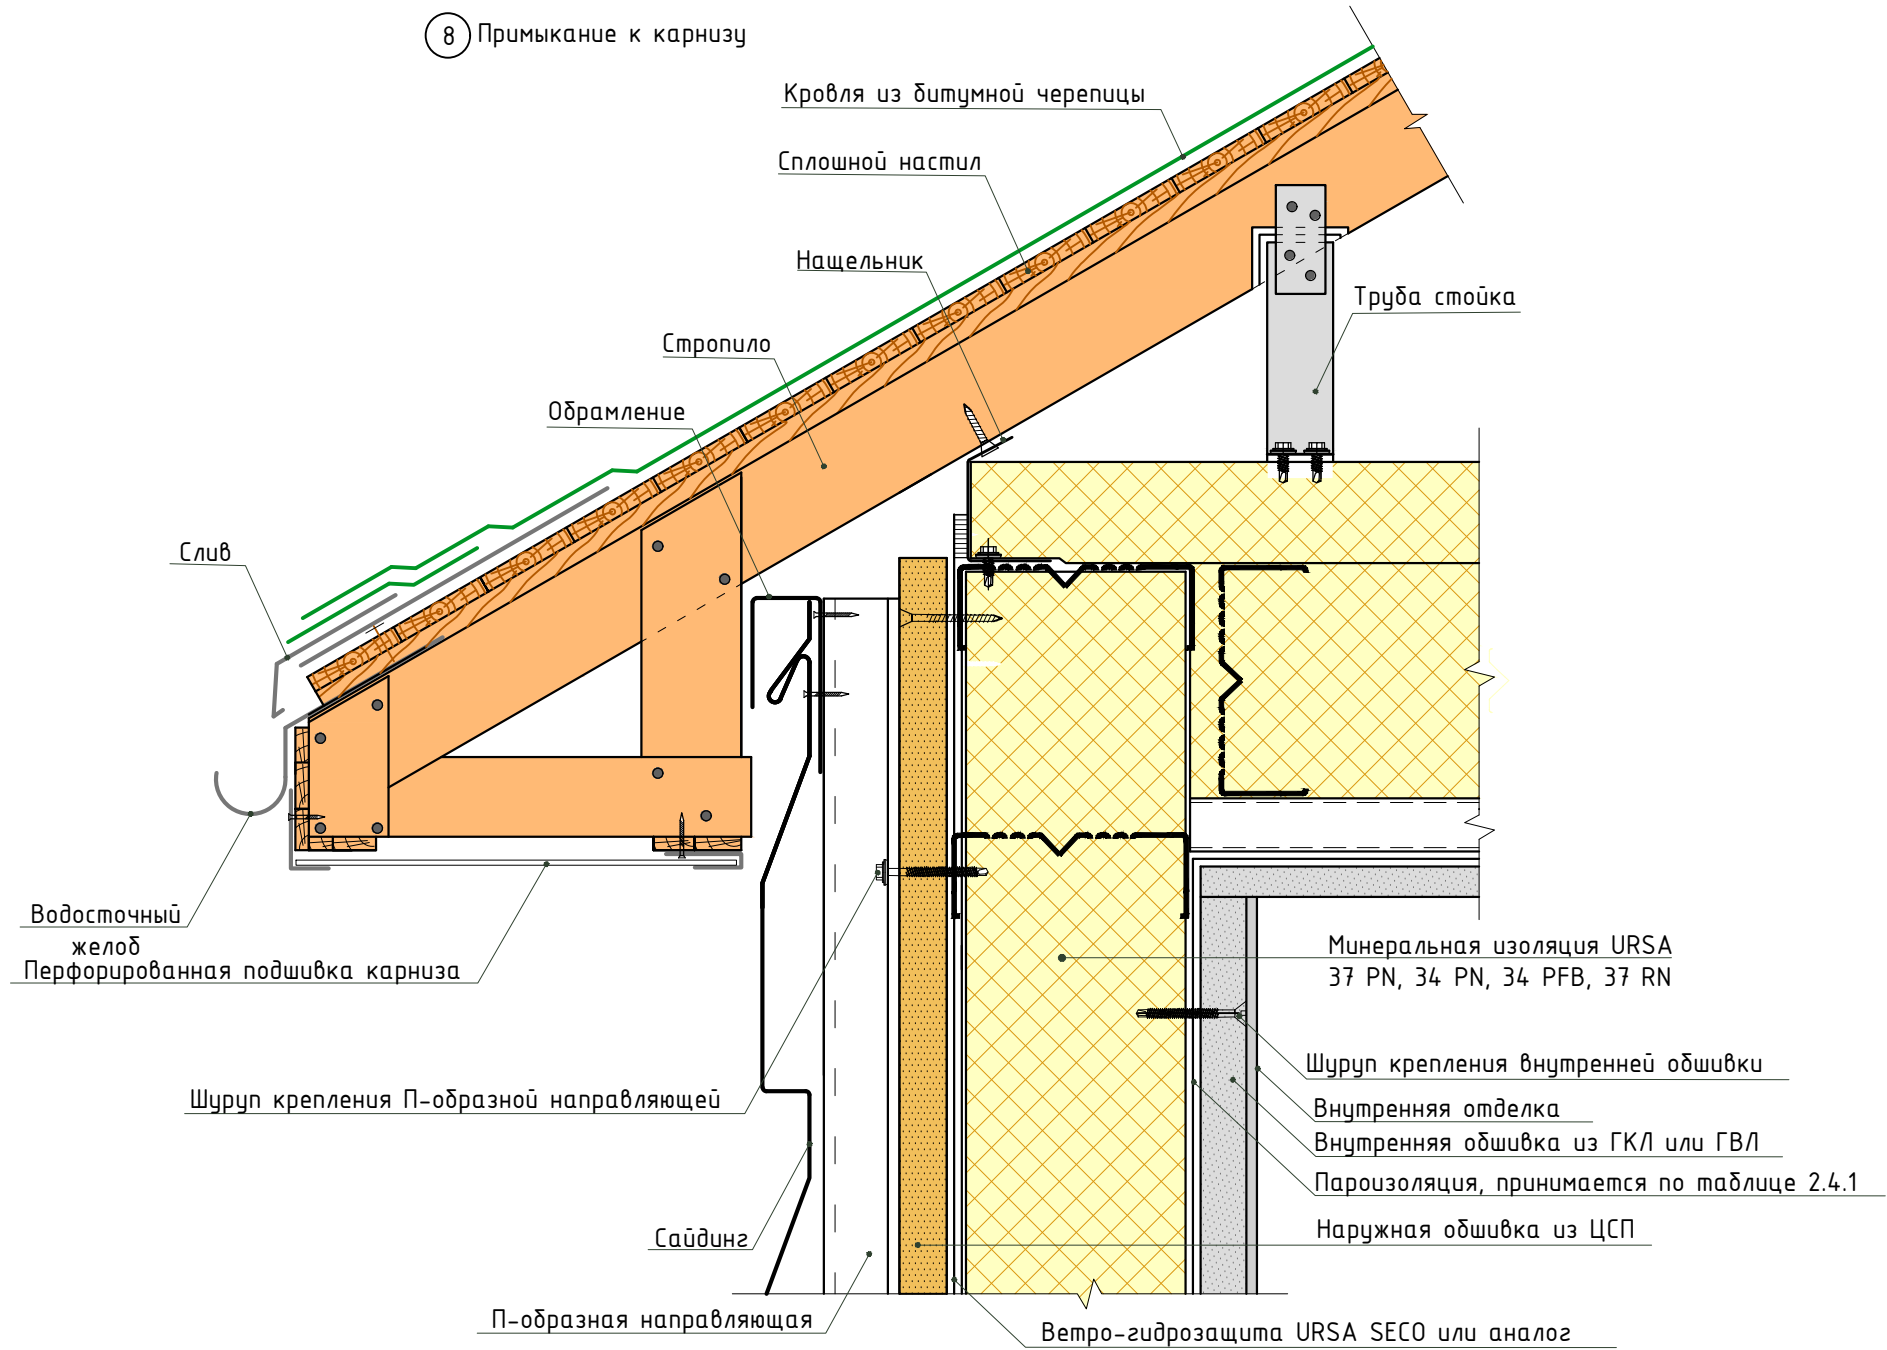 8 Примыкание к карнизу
Кровля из битумной черепицы
Сплошной настил
Нащельник
Труба стойка
Стропило
Обрамление
Слив
Водосточный
желоб
Перфорированная подшивка карниза
Минеральная изоляция URSA
37 PN, 34 PN, 34 PFB, 37 RN
Шуруп крепления внутренней обшивки
Шуруп крепления П-образной направляющей
Внутренняя отделка
Внутренняя обшивка из ГКЛ или ГВЛ
Пароизоляция, принимается по таблице 2.4.1
Наружная обшивка из ЦСП
Сайдинг
П-образная направляющая
Ветро-гидрозащита URSA SECO или аналог